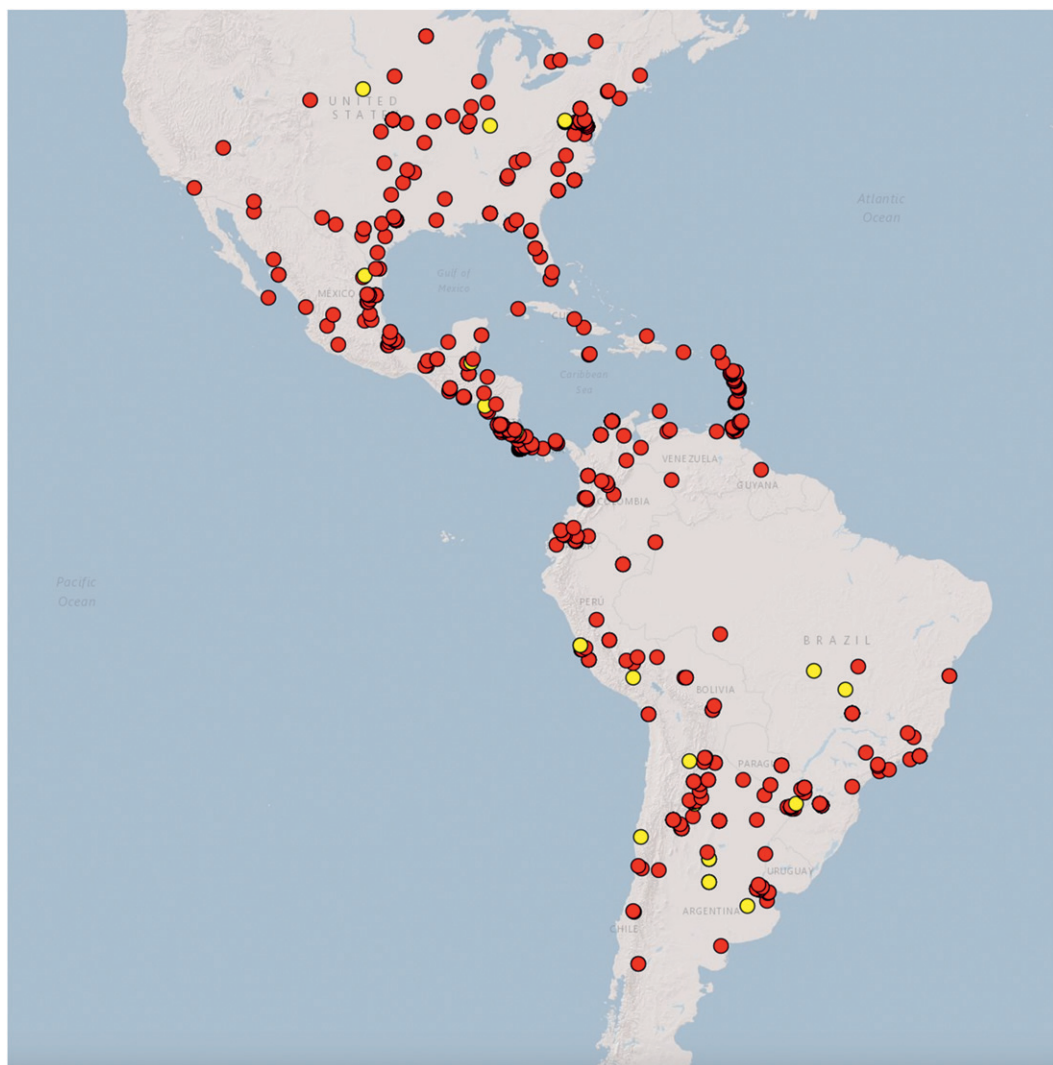 UNITED
STATES
Atlantic
Ocean
Gulf of
Mexico
MÉXICO
CU
Caribbean
Sea
VENEZUELA
GUYANA
COLOMBIA
Pacific
Ocean
PERÚ
BRAZIL
BOLIVIA
PARAG
URUGUAY
ARGENTINA
CHILE